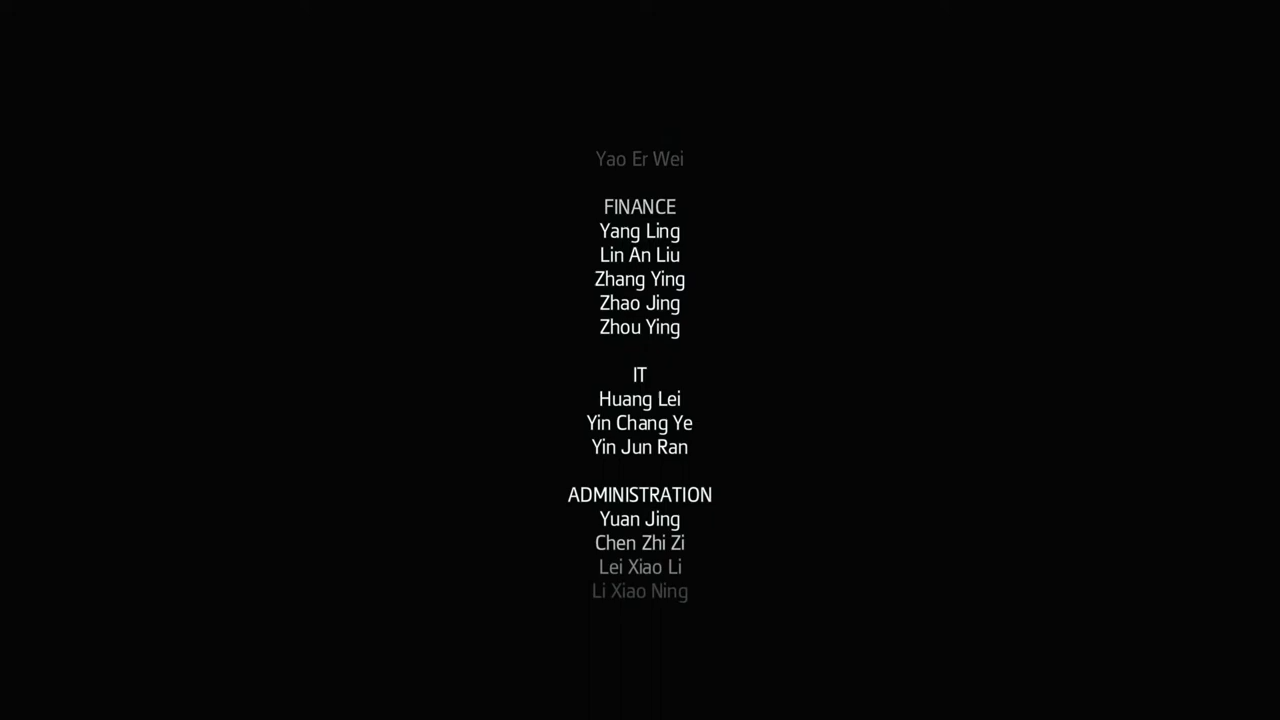 Yao Er Wei
FINANCE
Yang Ling
Lin An Liu
Zhang Ying
Zhao Jing
Zhou Ying
IT
Huang Lei
Yin Chang Ye
Yin Jun Ran
ADMINISTRATION
Yuan Jing
Chen Zhi Zi
Lei Xiao Li
Li Xiao Ning